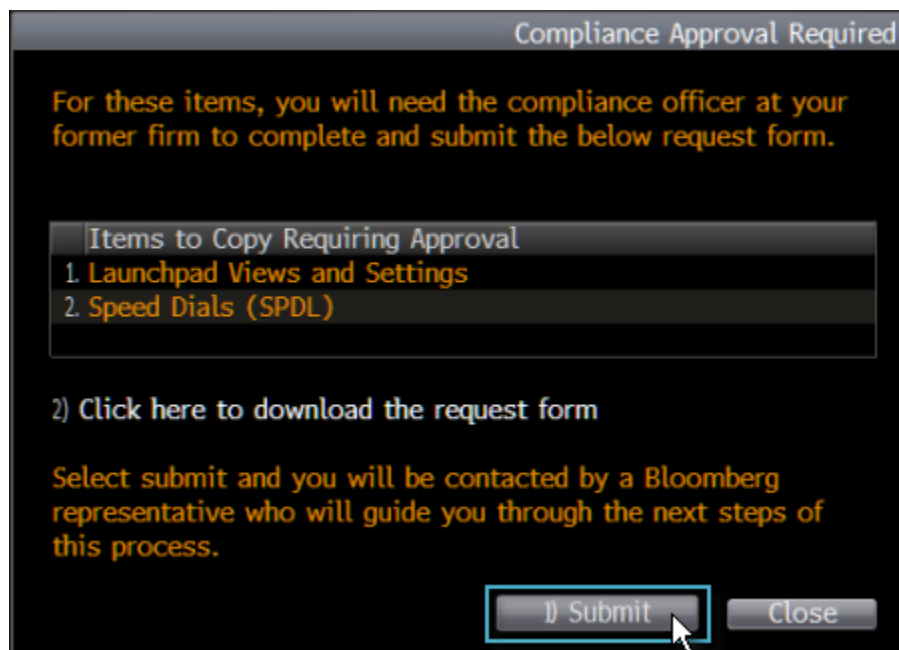 Compliance Approval Required
For these items, you will need the compliance officer at your
former firm to complete and submit the below request form.
Items to Copy Requiring Approval
1. Launchpad Views and Settings
2. Speed Dials (SPDL)
2) Click here to download the request form
Select submit and you will be contacted by a Bloomberg
representative who will guide you through the next steps of
this process.
1) Submit Close